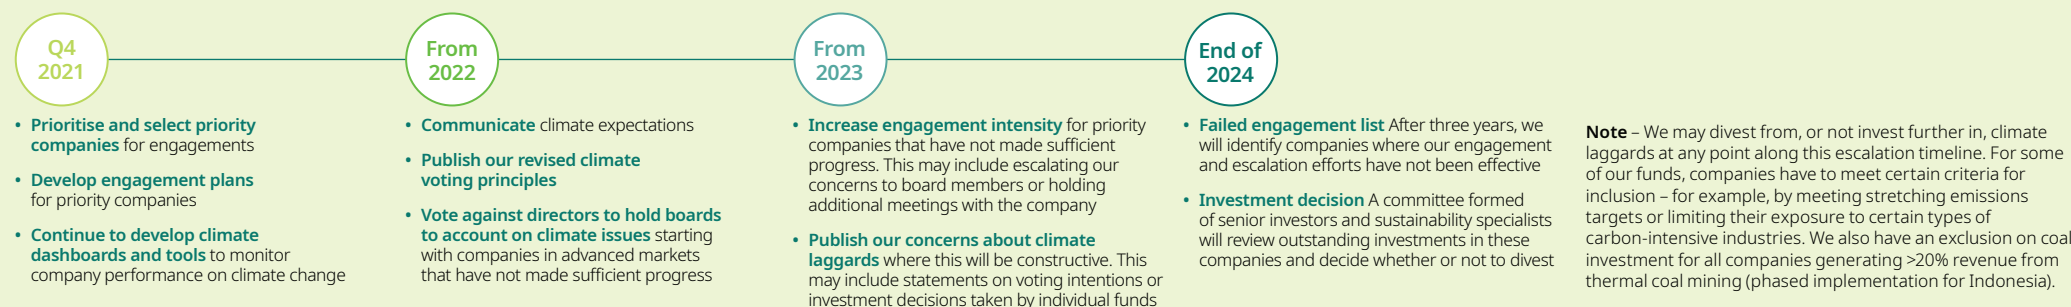 Q4
2021
• Prioritise and select priority
companies for engagements
• Develop engagement plans
for priority companies
• Continue to develop climate
dashboards and tools to monitor
company performance on climate change
From
2022
• Communicate climate expectations
• Publish our revised climate
voting principles
• Vote against directors to hold boards
to account on climate issues starting
with companies in advanced markets
that have not made sufficient progress
From
2023
• Increase engagement intensity for priority
companies that have not made sufficient
progress. This may include escalating our
concerns to board members or holding
additional meetings with the company
• Publish our concerns about climate
laggards where this will be constructive. This
may include statements on voting intentions or
investment decisions taken by individual funds
End of
2024
• Failed engagement list After three years, we
will identify companies where our engagement
and escalation efforts have not been effective
• Investment decision A committee formed
of senior investors and sustainability specialists
will review outstanding investments in these
companies and decide whether or not to divest
Note – We may divest from, or not invest further in, climate
laggards at any point along this escalation timeline. For some
of our funds, companies have to meet certain criteria for
inclusion – for example, by meeting stretching emissions
targets or limiting their exposure to certain types of
carbon-intensive industries. We also have an exclusion on coal
investment for all companies generating >20% revenue from
thermal coal mining (phased implementation for Indonesia).